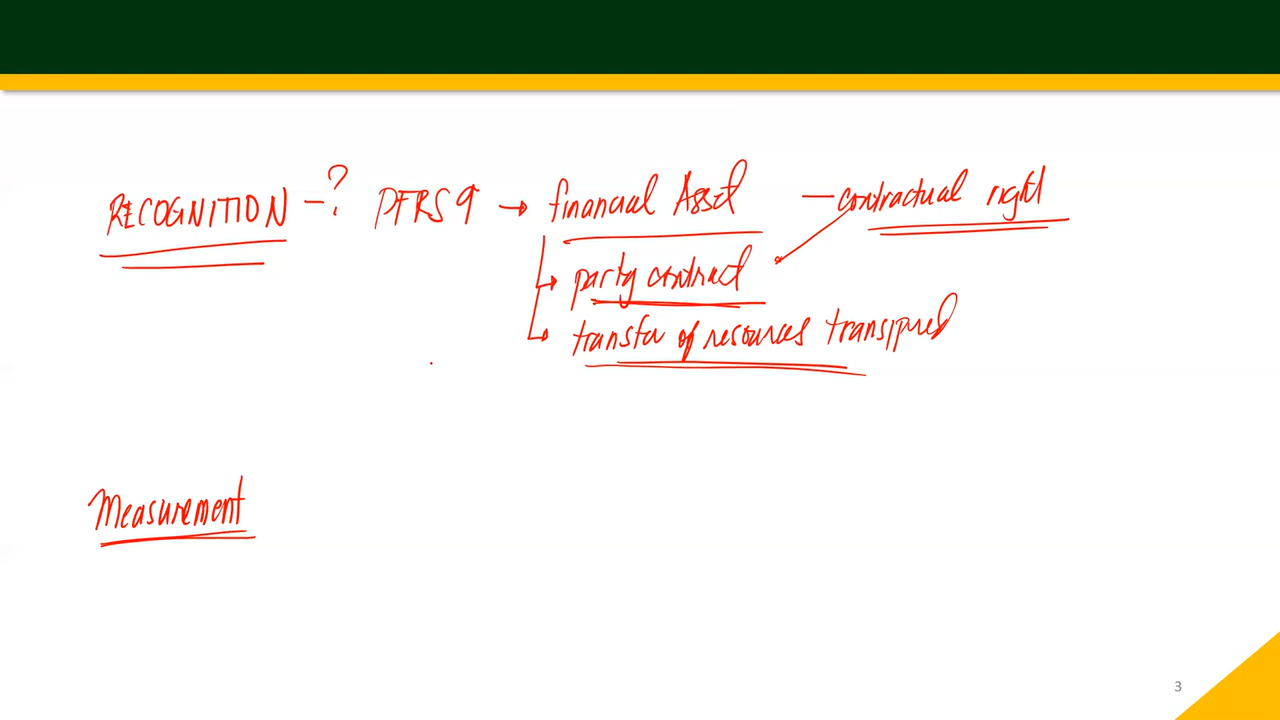 RECOGNITION - ? PFRS 9 → financial Asset — contractual right
→ party contract
→ transfer of resources transpired
Measurement
3